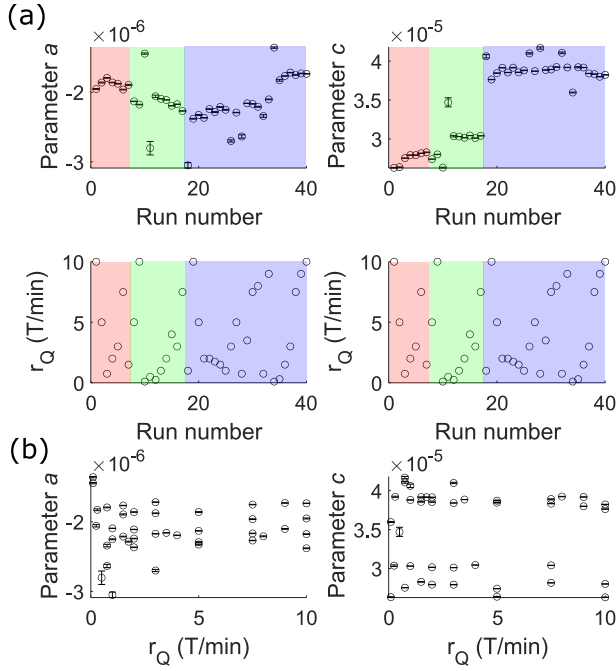 (a)
× 10⁻⁶
× 10⁻⁵
Parameter a
-2
-3
0
20
40
Run number
Parameter c
4
3.5
3
0
20
40
Run number
r_Q (T/min)
10
5
0
0
20
40
Run number
r_Q (T/min)
10
5
0
0
20
40
Run number
(b)
× 10⁻⁶
× 10⁻⁵
Parameter a
-2
-3
0
5
10
r_Q (T/min)
Parameter c
4
3.5
3
0
5
10
r_Q (T/min)